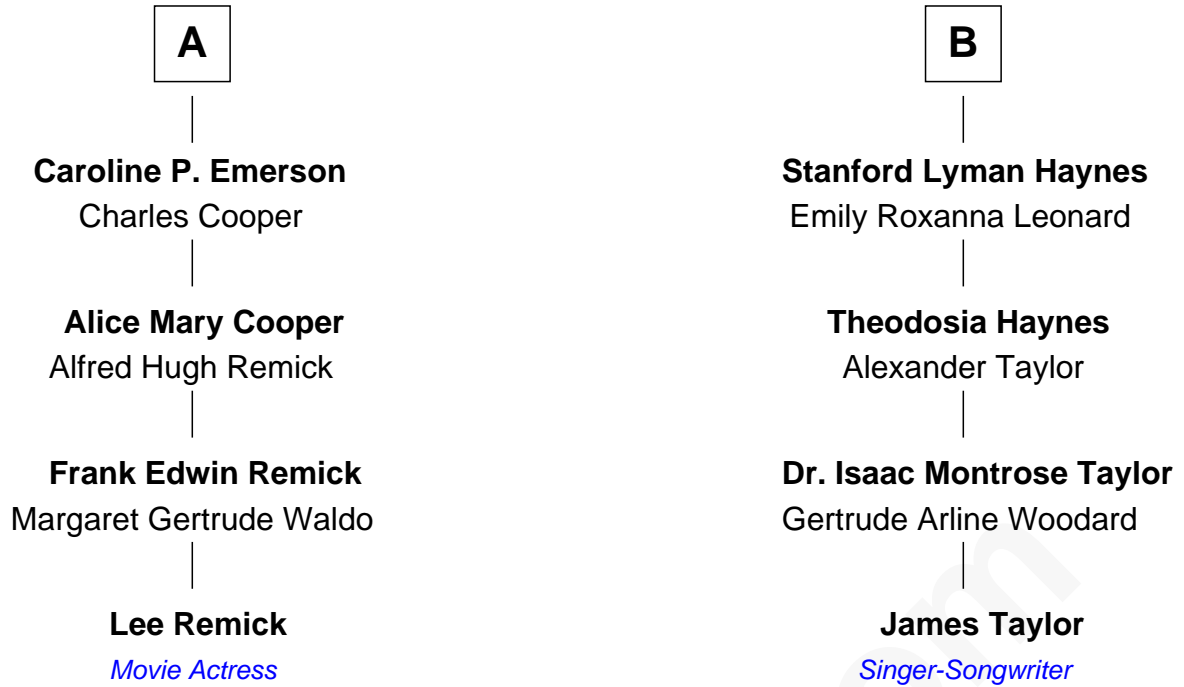 A
B
Caroline P. Emerson
Charles Cooper
Stanford Lyman Haynes
Emily Roxanna Leonard
Alice Mary Cooper
Alfred Hugh Remick
Theodosia Haynes
Alexander Taylor
Frank Edwin Remick
Margaret Gertrude Waldo
Dr. Isaac Montrose Taylor
Gertrude Arline Woodard
Lee Remick
Movie Actress
James Taylor
Singer-Songwriter